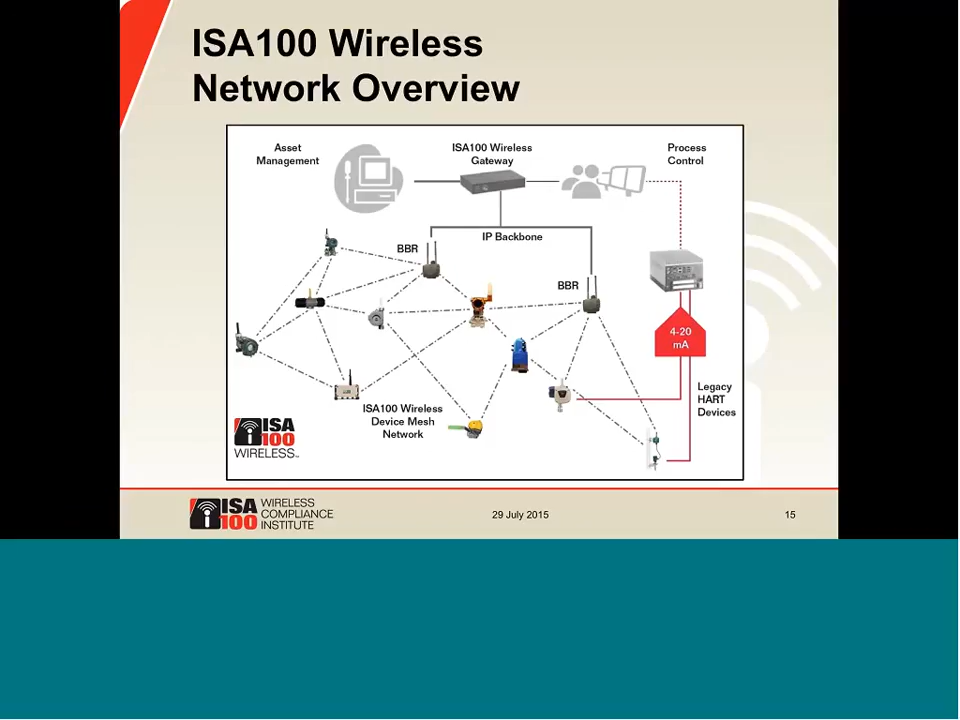 ISA100 Wireless
Network Overview
Asset
Management
ISA100 Wireless
Gateway
Process
Control
IP Backbone
BBR
BBR
4-20
mA
Legacy
HART
Devices
ISA100 Wireless
Device Mesh
Network
ISA
100
WIRELESS™
ISA
100
WIRELESS
COMPLIANCE
INSTITUTE
29 July 2015
15